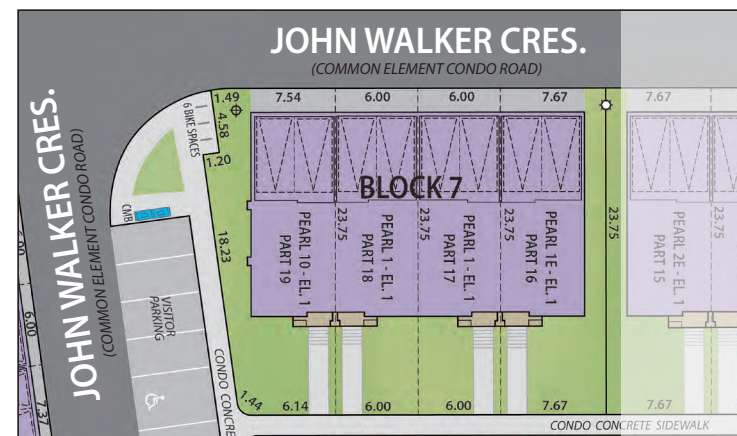 JOHN WALKER CRES.
(COMMON ELEMENT CONDO ROAD)
JOHN WALKER CRES.
(COMMON ELEMENT CONDO ROAD)
1.49
7.54
6.00
6.00
7.67
7.67
6 BIKE SPACES
4.58
1.20
BLOCK 7
CMB
18.23
23.75
23.75
23.75
23.75
23.75
PEARL 10 - EL. 1
PART 19
PEARL 1 - EL. 1
PART 18
PEARL 1 - EL. 1
PART 17
PEARL 1E - EL. 1
PART 16
PEARL 2E - EL. 1
PART 15
VISITOR
PARKING
6.00
7.37
CONDO CONCRE
1.44
6.14
6.00
6.00
7.67
7.67
CONDO CONCRETE SIDEWALK